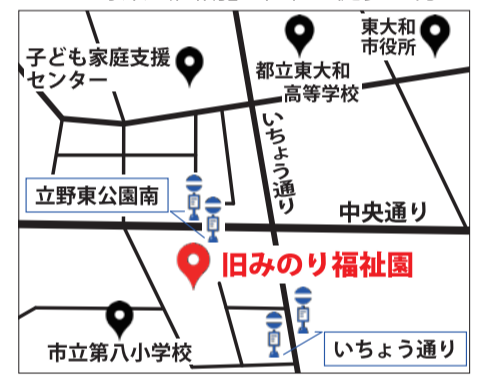 東大和
市役所
子ども家庭支援
センター
都立東大和
高等学校
いちょう通り
立野東公園南
中央通り
旧みのり福祉園
市立第八小学校
いちょう通り